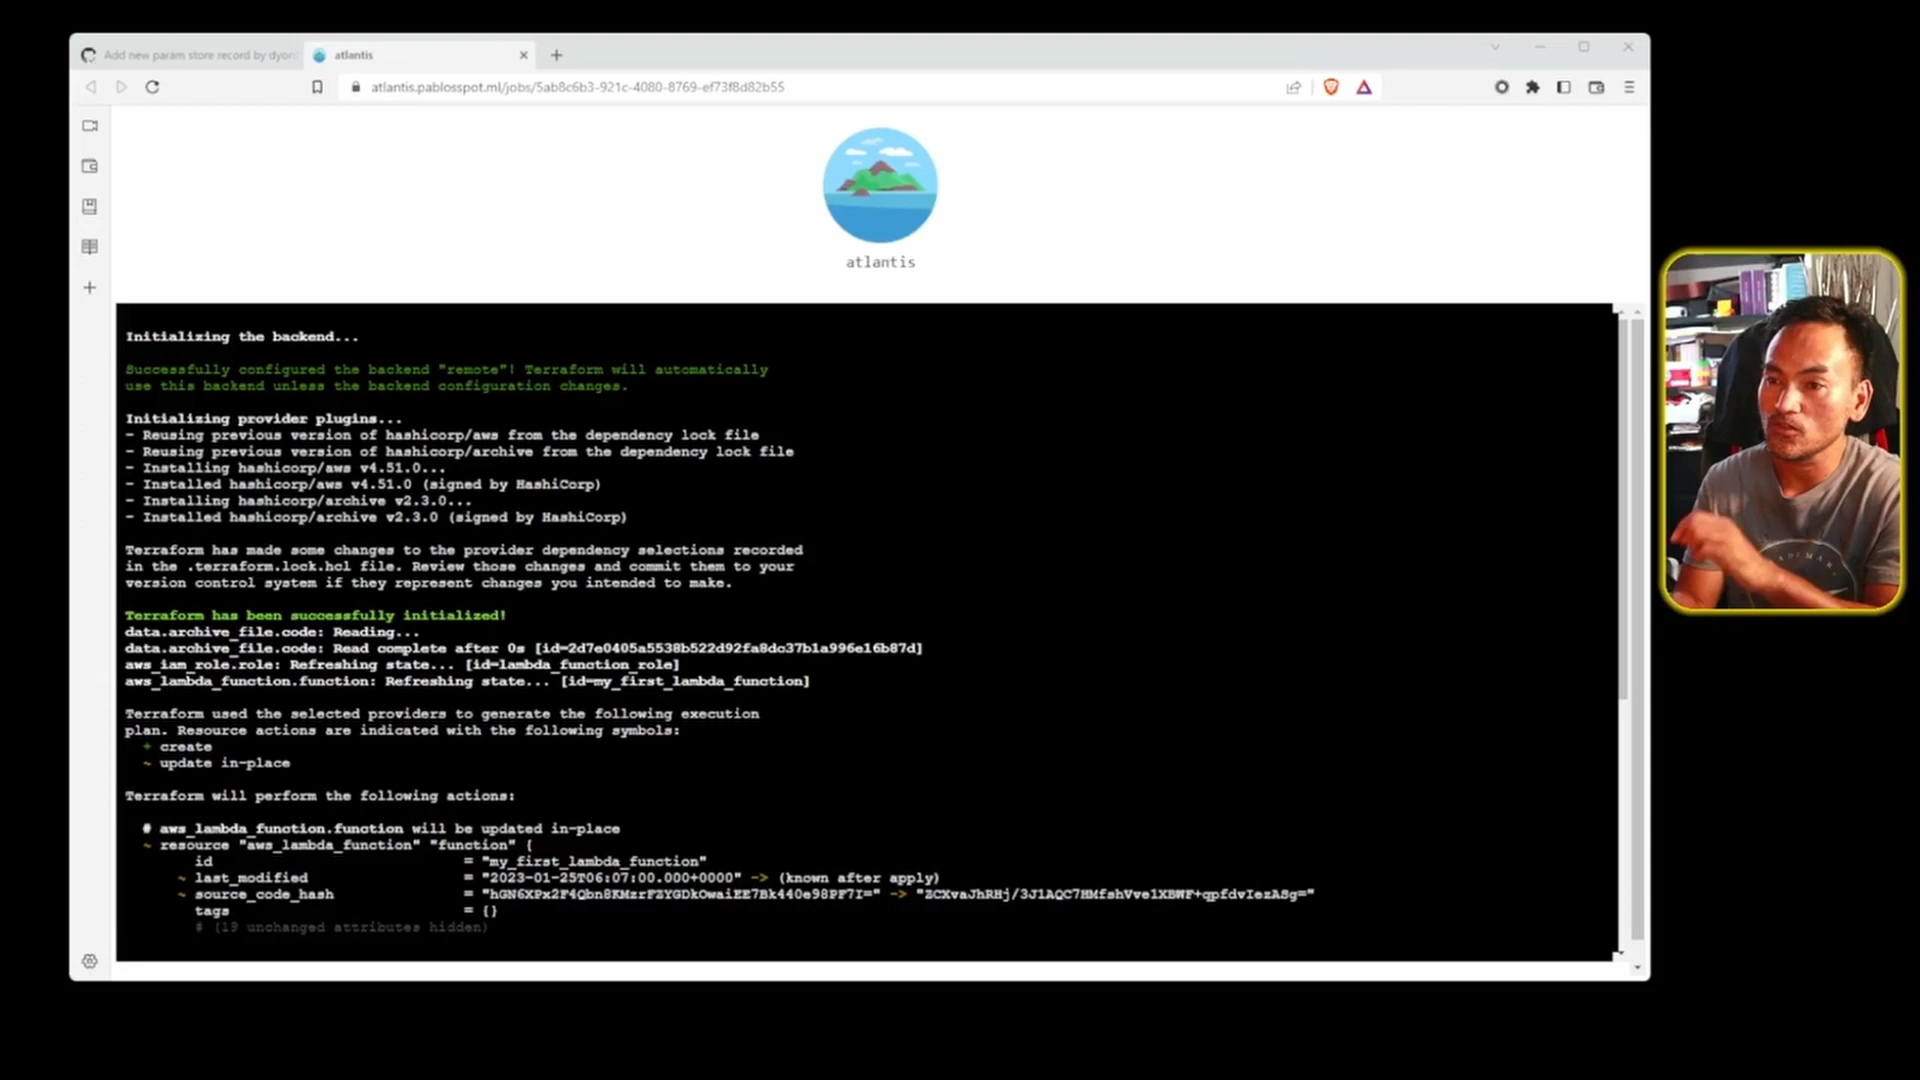 Add new param store record by dyon
atlantis
atlantis.pablosspot.ml/jobs/5ab8c6b3-921c-4080-8769-ef73f8d82b55
atlantis
Initializing the backend...
Successfully configured the backend "remote"! Terraform will automatically
use this backend unless the backend configuration changes.
Initializing provider plugins...
- Reusing previous version of hashicorp/aws from the dependency lock file
- Reusing previous version of hashicorp/archive from the dependency lock file
- Installing hashicorp/aws v4.51.0...
- Installed hashicorp/aws v4.51.0 (signed by HashiCorp)
- Installing hashicorp/archive v2.3.0...
- Installed hashicorp/archive v2.3.0 (signed by HashiCorp)
Terraform has made some changes to the provider dependency selections recorded
in the .terraform.lock.hcl file. Review those changes and commit them to your
version control system if they represent changes you intended to make.
Terraform has been successfully initialized!
data.archive_file.code: Reading...
data.archive_file.code: Read complete after 0s [id=2d7e0405a5538b522d92fa8dc37b1a996e16b87d]
aws_iam_role.role: Refreshing state... [id=lambda_function_role]
aws_lambda_function.function: Refreshing state... [id=my_first_lambda_function]
Terraform used the selected providers to generate the following execution
plan. Resource actions are indicated with the following symbols:
+ create
~ update in-place
Terraform will perform the following actions:
# aws_lambda_function.function will be updated in-place
~ resource "aws_lambda_function" "function" {
id = "my_first_lambda_function"
~ last_modified = "2023-01-25T06:07:00.000+0000" -> (known after apply)
~ source_code_hash = "hGN6XPx2F4Qbn8KMzrFZYGDkOwaiEE7Bk440e98PF7I=" -> "ZCXvaJhRHj/3J1AQC7HMfshVve1XBWF+qpfdvIezASg="
tags = {}
# (19 unchanged attributes hidden)